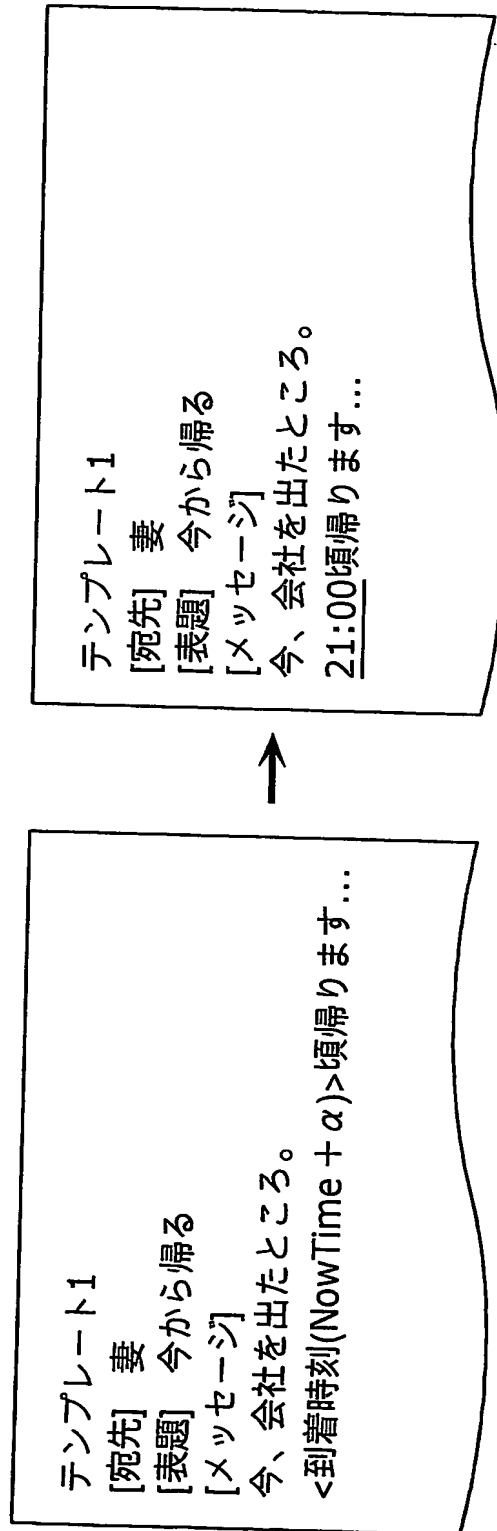 テンプレート1
[宛先] 妻
[表題] 今から帰る
[メッセージ]
今、会社を出たところ。
<到着時刻(NowTime+α)>頃帰ります...
テンプレート1
[宛先] 妻
[表題] 今から帰る
[メッセージ]
今、会社を出たところ。
21:00頃帰ります...